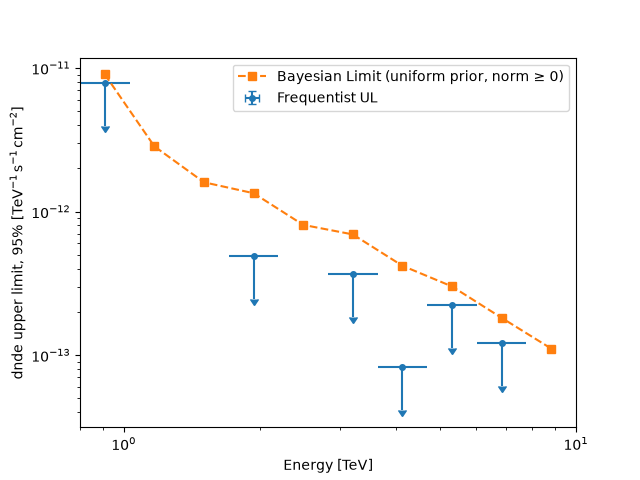 Bayesian Limit (uniform prior, norm ≥ 0)
Frequentist UL
dnde upper limit, 95% [TeV⁻¹ s⁻¹ cm⁻²]
10⁻¹¹
10⁻¹²
10⁻¹³
10⁰
10¹
Energy [TeV]